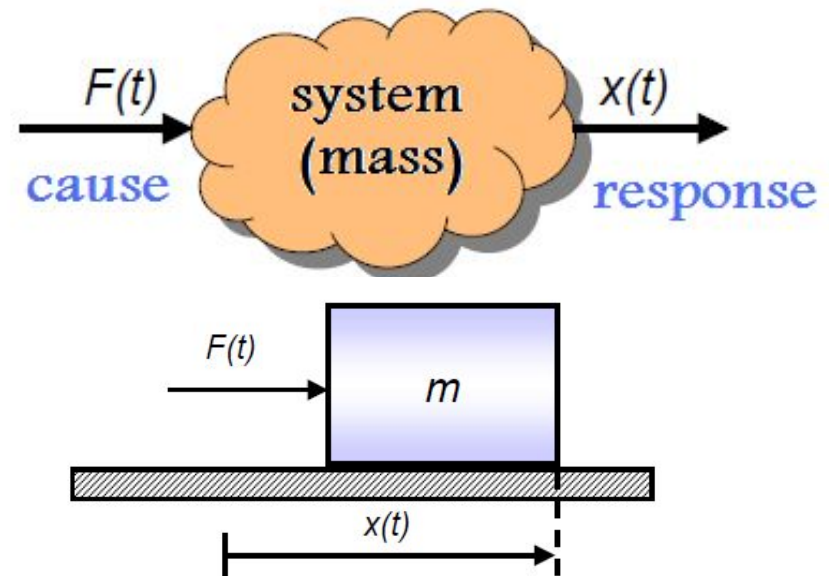 F(t)
system
x(t)
(mass)
cause
response
F(t)
m
x(t)